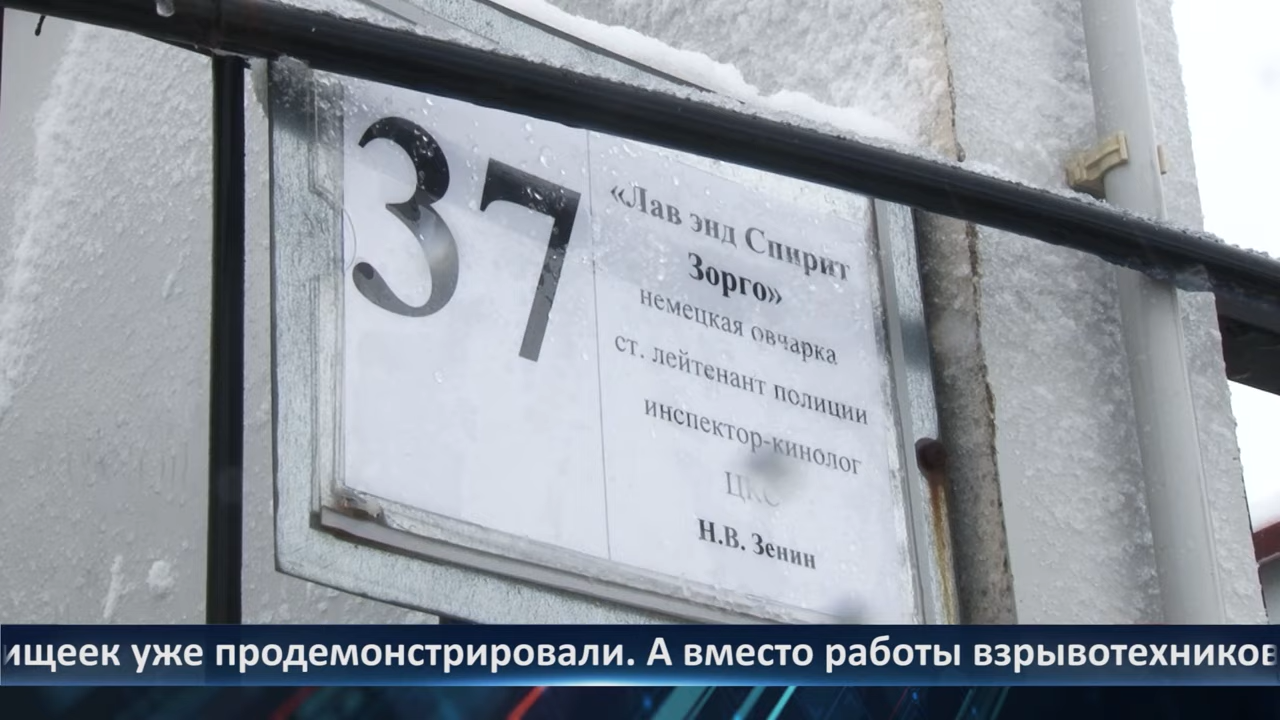 37
«Лав энд Спирит
Зорго»
немецкая овчарка
ст. лейтенант полиции
инспектор-кинолог
ЦКС
Н.В. Зенин
ищеек уже продемонстрировали. А вместо работы взрывотехников